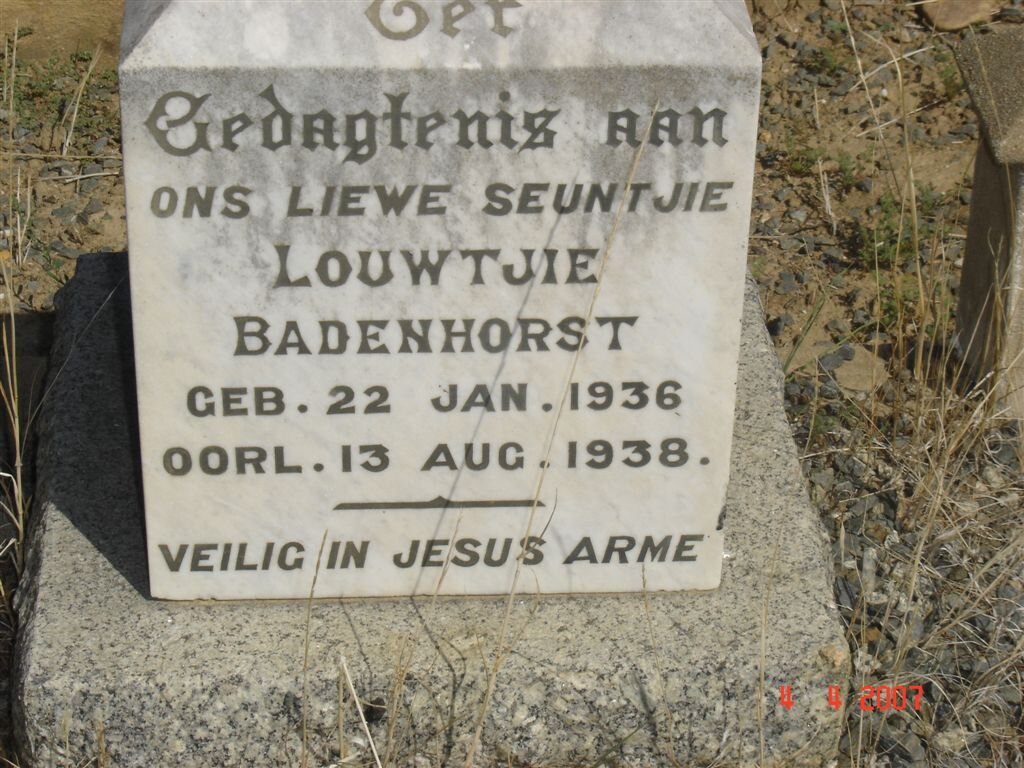 Ter
Gedagtenis aan
ONS LIEWE SEUNTJIE
LOUWTJIE
BADENHORST
GEB. 22 JAN. 1936
OORL. 13 AUG. 1938.
VEILIG IN JESUS ARME
4 4 2007